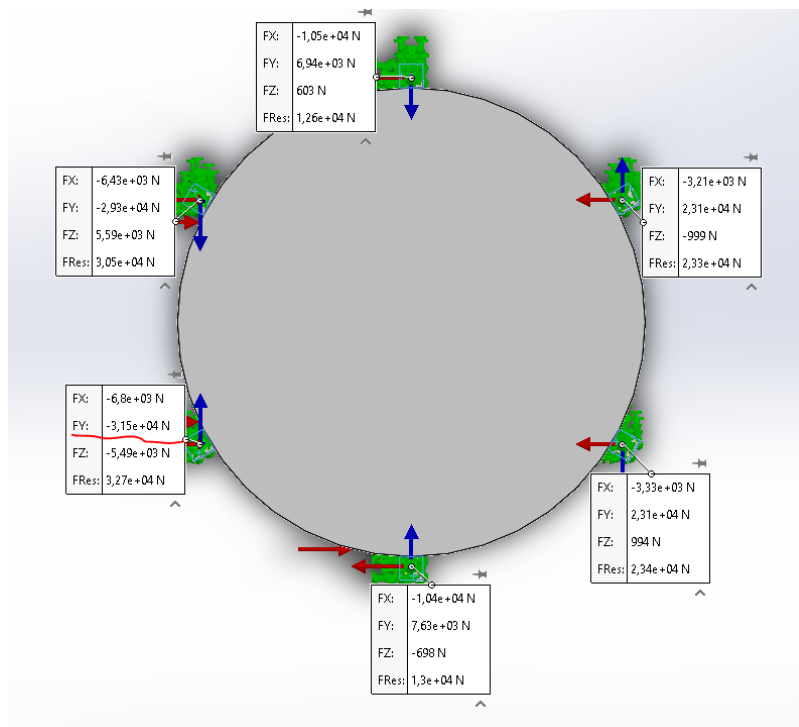 FX: -1,05e+04 N
FY: 6,94e+03 N
FZ: 603 N
FRes: 1,26e+04 N
FX: -6,43e+03 N
FY: -2,93e+04 N
FZ: 5,59e+03 N
FRes: 3,05e+04 N
FX: -3,21e+03 N
FY: 2,31e+04 N
FZ: -999 N
FRes: 2,33e+04 N
FX: -6,8e+03 N
FY: -3,15e+04 N
FZ: -5,49e+03 N
FRes: 3,27e+04 N
FX: -3,33e+03 N
FY: 2,31e+04 N
FZ: 994 N
FRes: 2,34e+04 N
FX: -1,04e+04 N
FY: 7,63e+03 N
FZ: -698 N
FRes: 1,3e+04 N